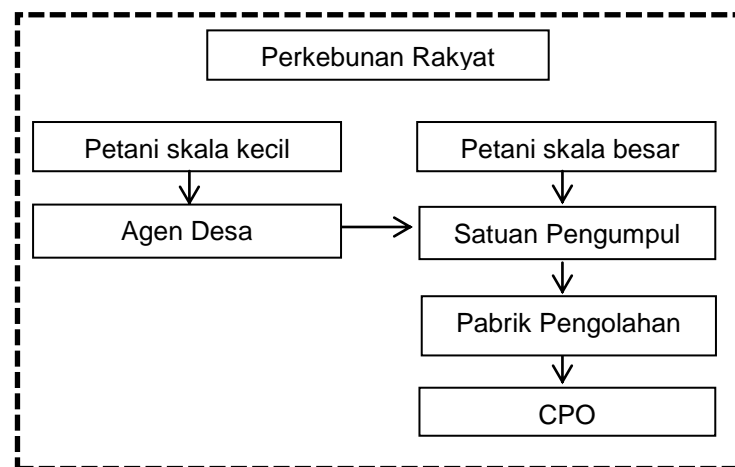 Perkebunan Rakyat
Petani skala kecil
Petani skala besar
Agen Desa
Satuan Pengumpul
Pabrik Pengolahan
CPO